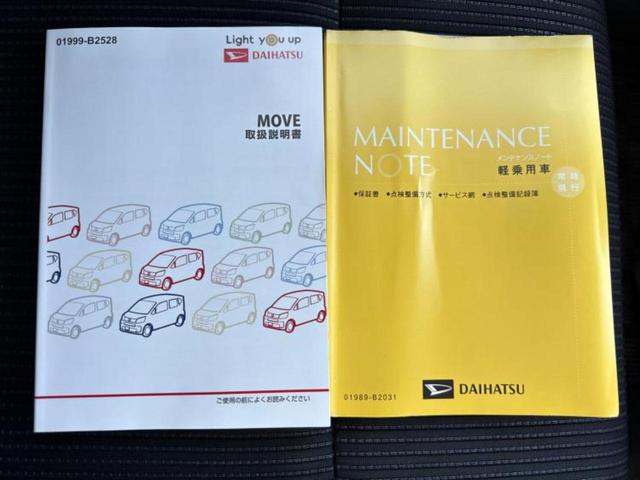 01999-B2528
Light you up
DAIHATSU
MOVE
取扱説明書
ご使用の前によくお読みください
MAINTENANCE
NOTE
メンテナンスノート
軽乗用車
常時
携行
◆保証書 ◆点検整備方式 ◆サービス網 ◆点検整備記録簿
01989-B2031
DAIHATSU